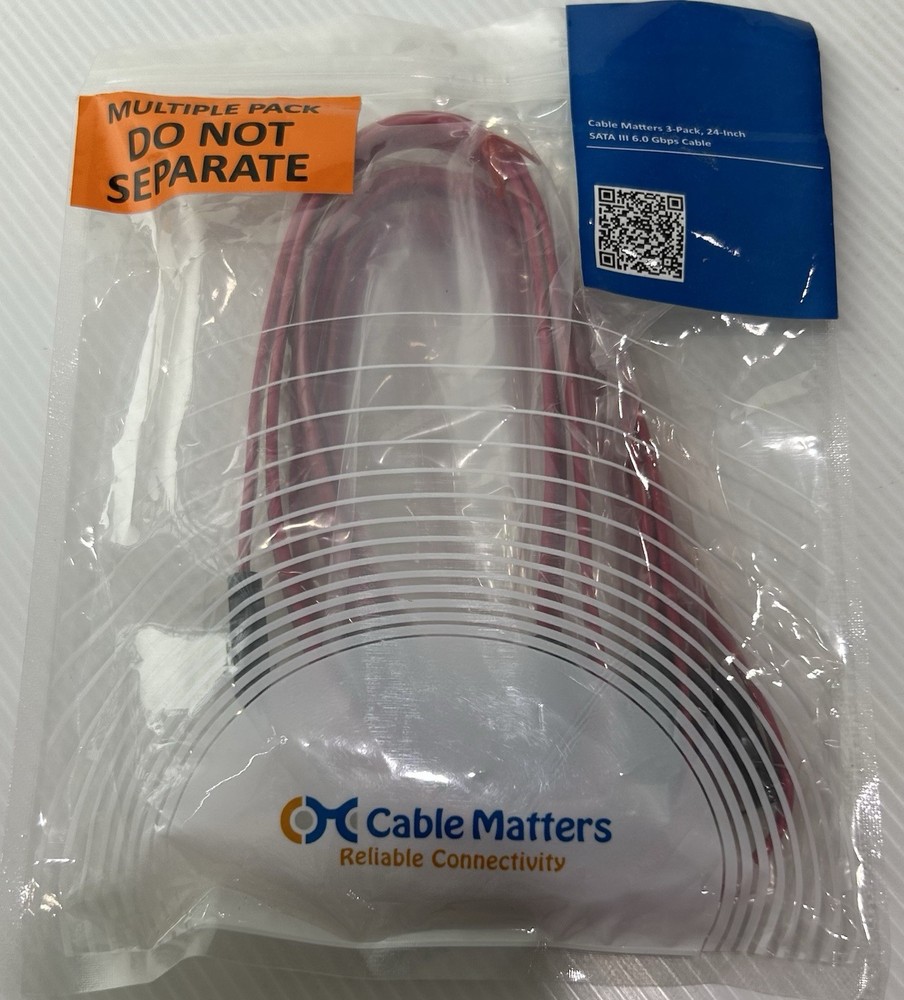 MULTIPLE PACK
DO NOT
SEPARATE
Cable Matters 3-Pack, 24-Inch
SATA III 6.0 Gbps Cable
Cable Matters
Reliable Connectivity